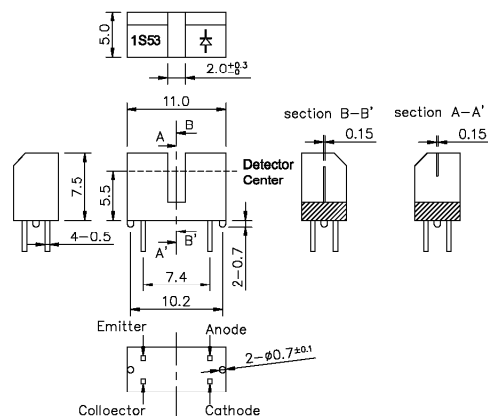 5.0
1S53
2.0+0.3-0
11.0
section B-B'
section A-A'
A
B
0.15
0.15
Detector
Center
7.5
5.5
4-0.5
A'
B'
2-0.7
7.4
10.2
Emitter
Anode
2-ø0.7±0.1
Colloector
Cathode